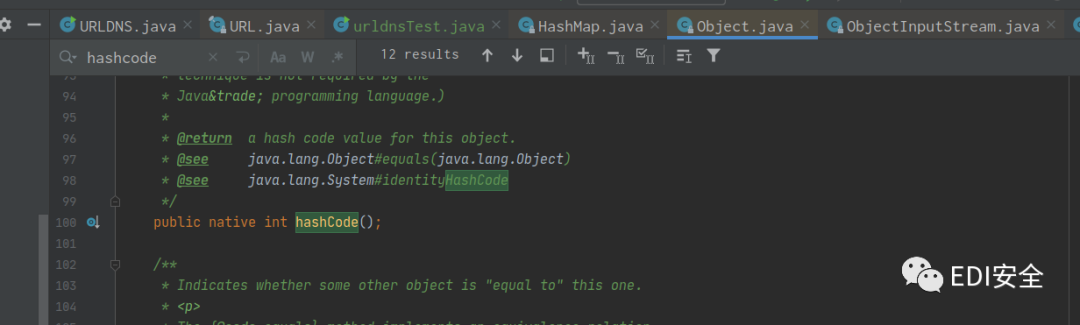 URLDNS.java × URL.java × urldnsTest.java × HashMap.java × Object.java × ObjectInputStream.java ×
hashcode × Aa W .* 12 results
93 * technique is not required by the
94 * Java&trade; programming language.)
95 *
96 * @return a hash code value for this object.
97 * @see java.lang.Object#equals(java.lang.Object)
98 * @see java.lang.System#identityHashCode
99 */
100 public native int hashCode();
101
102 /**
103 * Indicates whether some other object is "equal to" this one.
104 * <p>
EDI安全